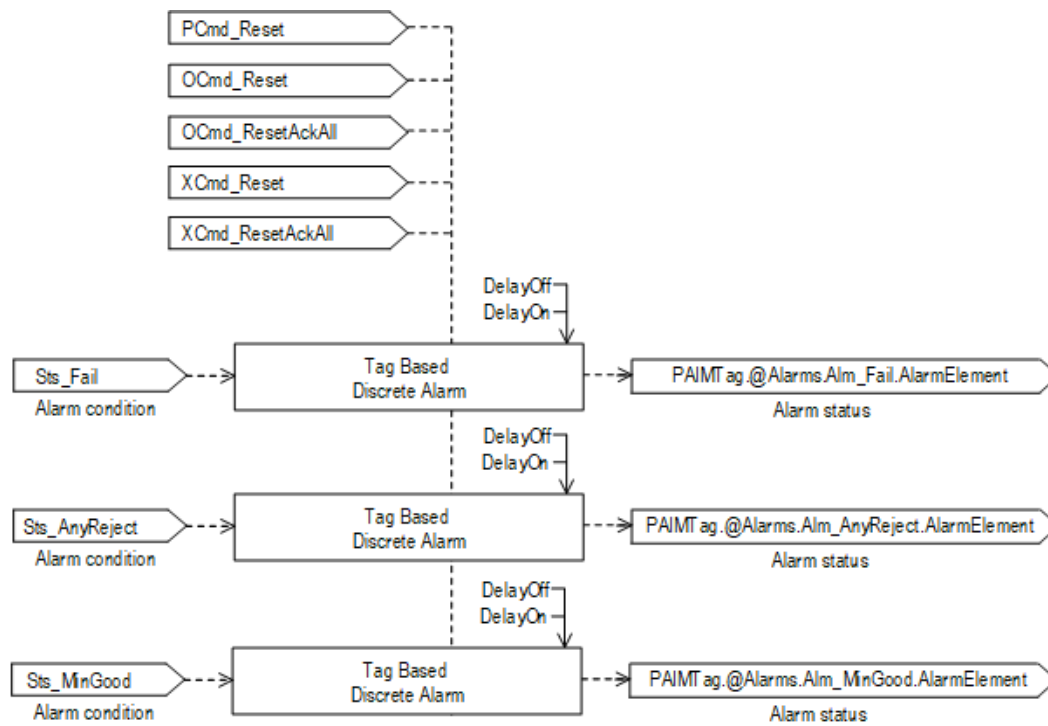 PCmd_Reset
OCmd_Reset
OCmd_ResetAckAll
XCmd_Reset
XCmd_ResetAckAll
DelayOff
DelayOn
Sts_Fail
Alarm condition
Tag Based
Discrete Alarm
PAIMTag.@Alarms.Alm_Fail.AlarmElement
Alarm status
DelayOff
DelayOn
Sts_AnyReject
Alarm condition
Tag Based
Discrete Alarm
PAIMTag.@Alarms.Alm_AnyReject.AlarmElement
Alarm status
DelayOff
DelayOn
Sts_MinGood
Alarm condition
Tag Based
Discrete Alarm
PAIMTag.@Alarms.Alm_MinGood.AlarmElement
Alarm status